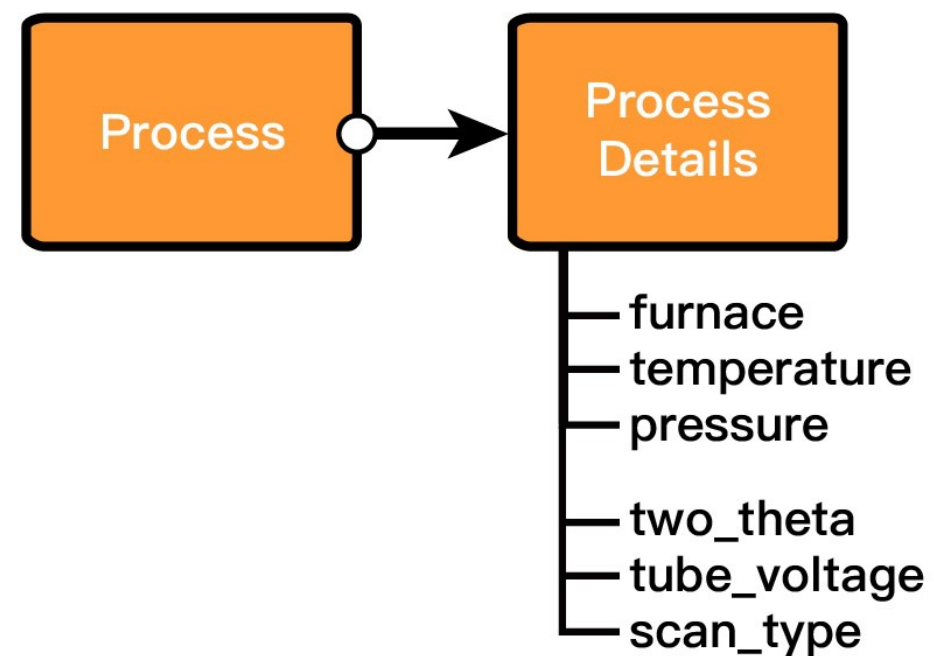 Process
Process
Details
furnace
temperature
pressure
two_theta
tube_voltage
scan_type